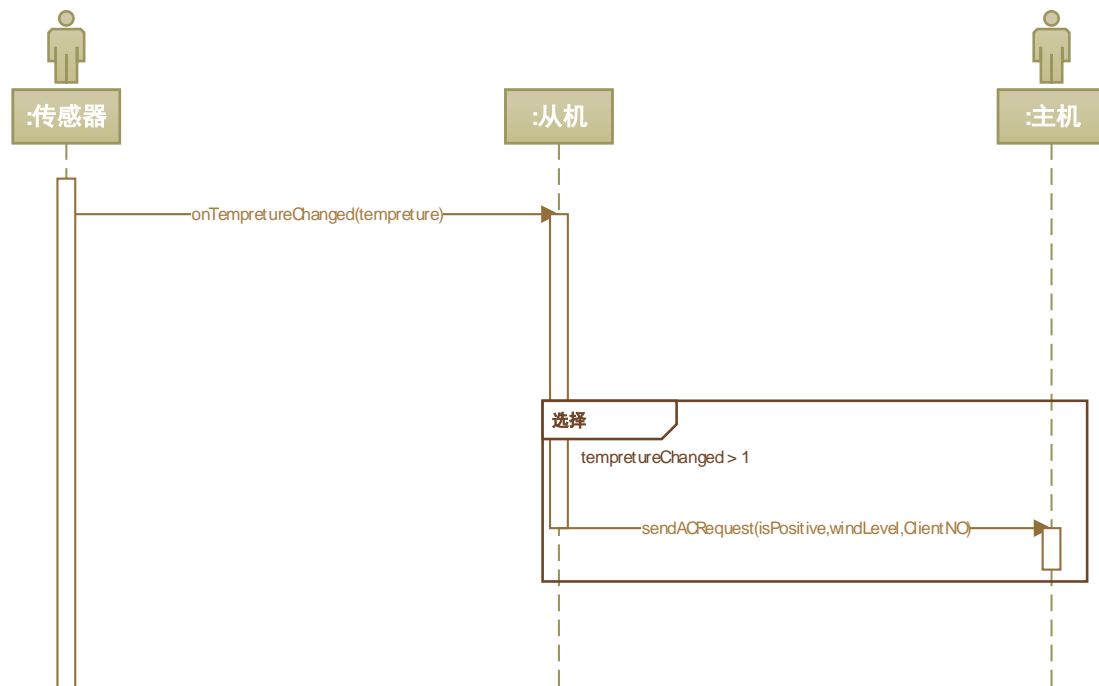 :传感器
:从机
:主机
onTempretureChanged(tempreture)
选择
tempretureChanged > 1
sendACRequest(isPositive,windLevel,ClientNO)